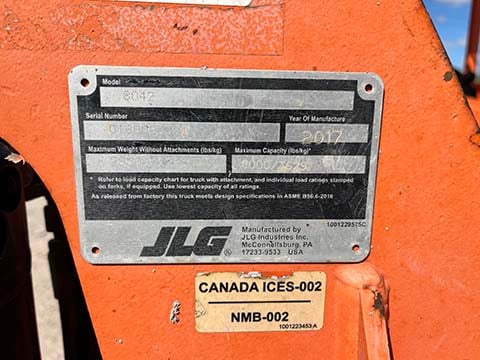 Model
8042
Serial Number
Year Of Manufacture
2017
Maximum Weight Without Attachments (lbs/kg)
Maximum Capacity (lbs/kg)*
* Refer to load capacity chart for truck with attachment, and individual load ratings stamped
on forks, if equipped. Use lowest capacity of all ratings.
As released from factory this truck meets design specifications in ASME B56.6-2016
JLG®
Manufactured by
JLG Industries Inc.
McConnellsburg, PA
17233-9533 USA
1001229575C
CANADA ICES-002
NMB-002
1001223453A